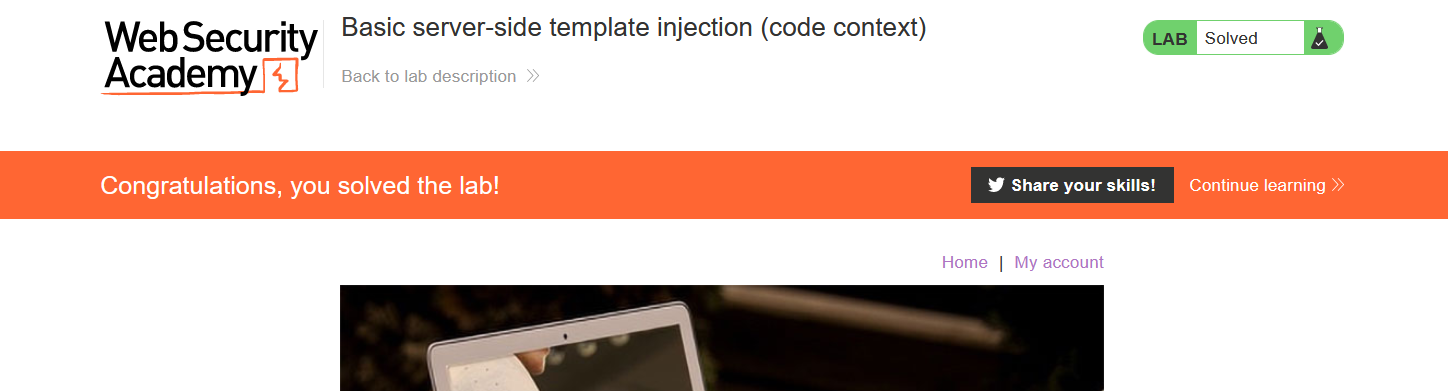 Web Security
Academy
Basic server-side template injection (code context)
Back to lab description
LAB Solved
Congratulations, you solved the lab!
Share your skills! Continue learning
Home | My account